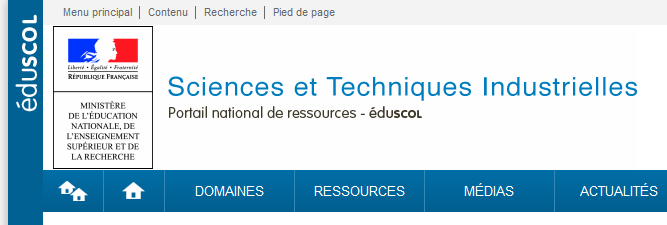 Menu principal | Contenu | Recherche | Pied de page
éduscol
Liberté • Égalité • Fraternité
RÉPUBLIQUE FRANÇAISE
MINISTÈRE
DE L'ÉDUCATION
NATIONALE, DE
L'ENSEIGNEMENT
SUPÉRIEUR ET DE
LA RECHERCHE
Sciences et Techniques Industrielles
Portail national de ressources - éduscol
DOMAINES RESSOURCES MÉDIAS ACTUALITÉS